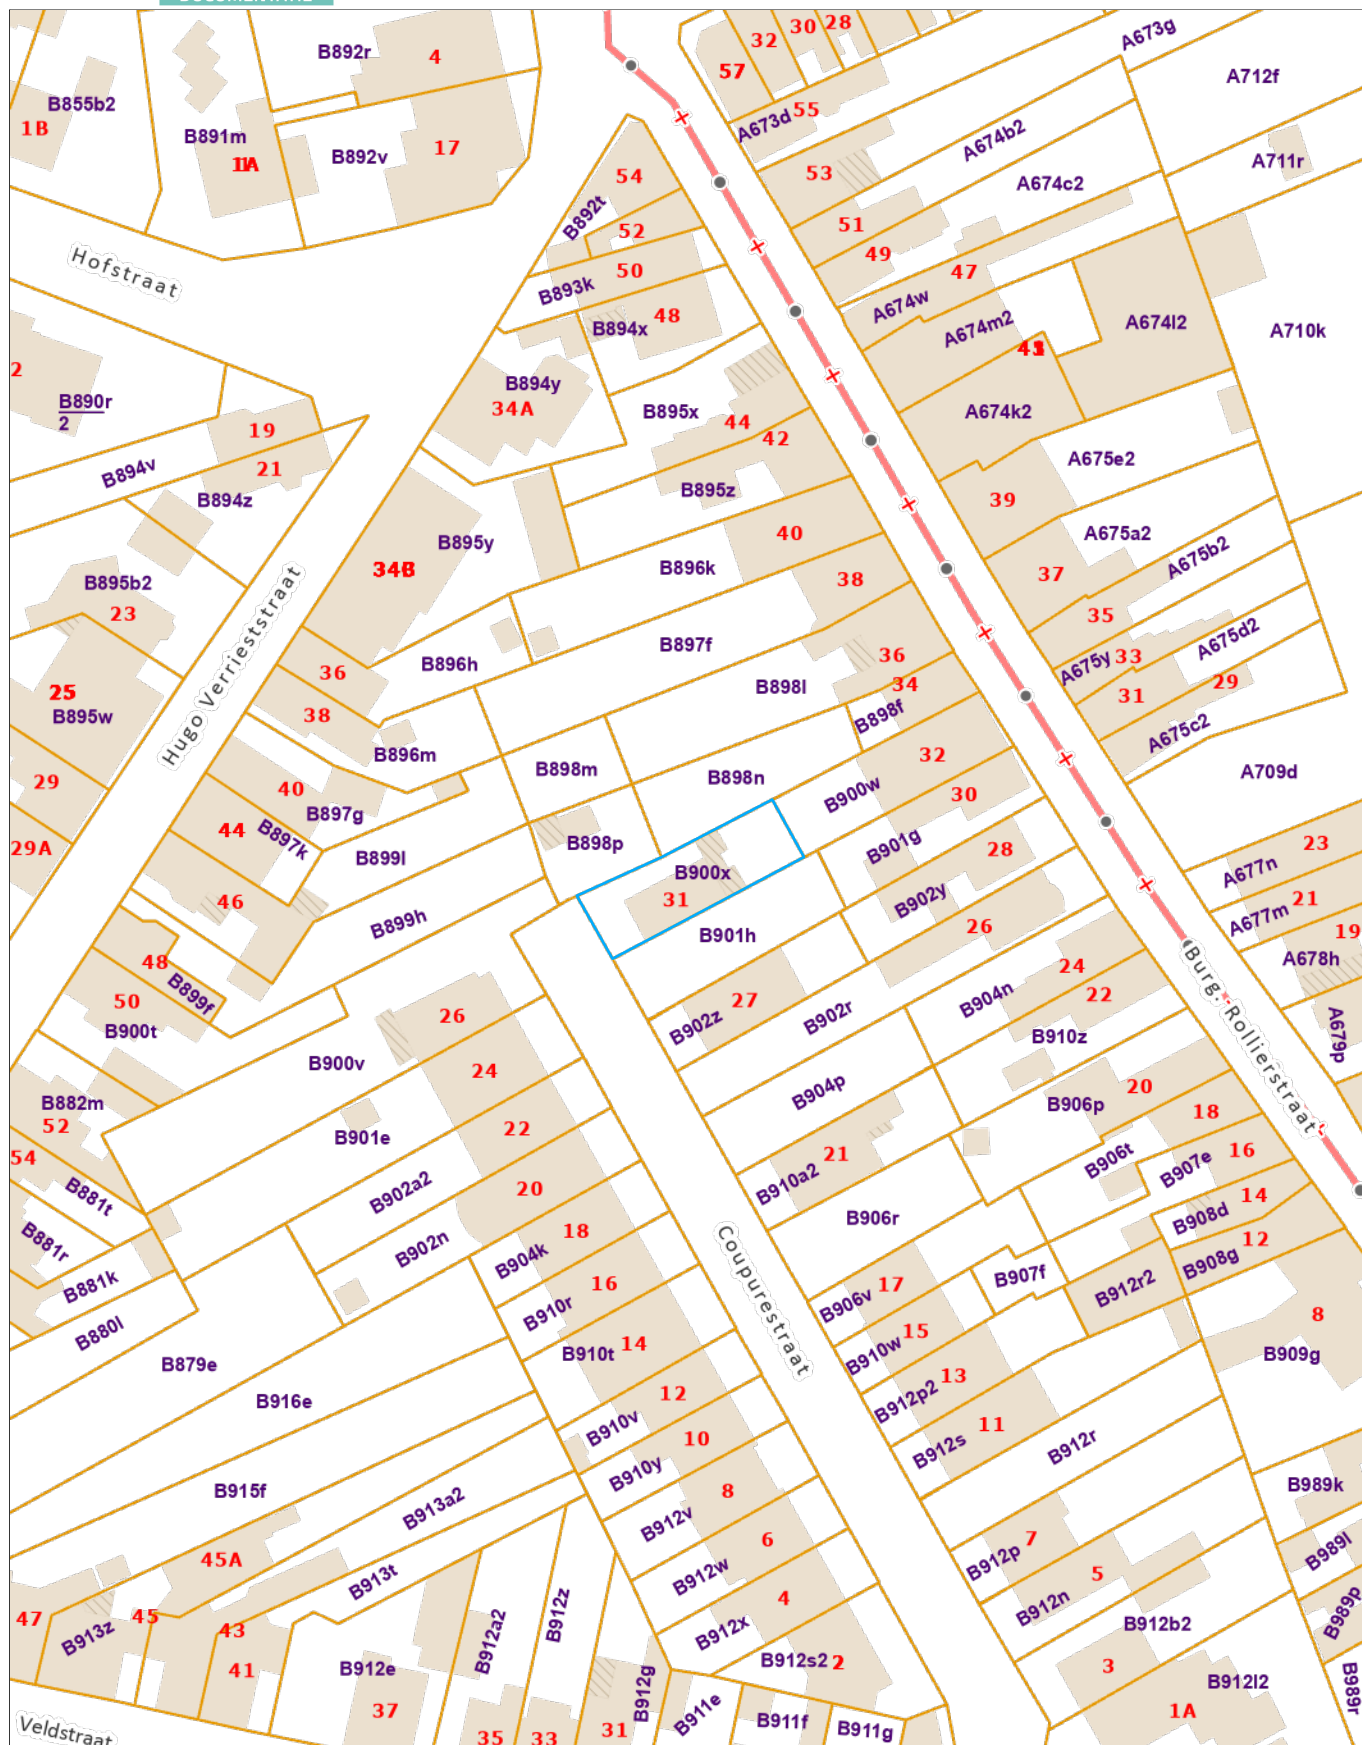 B892r
4
32
30
28
57
A673g
A712f
B855b2
1B
B891m
1A
B892v
17
A673d
55
A674b2
53
A674c2
A711r
54
B892t
52
51
49
50
B893k
Hofstraat
47
A674w
B894x
48
A674m2
A674l2
A710k
2
B890r
2
B894y
34A
B895x
44
42
A674k2
19
21
B894v
B894z
B895z
A675e2
39
40
A675a2
B895y
34B
B896k
38
37
A675b2
B895b2
23
Hugo Verrieststraat
35
A675y
33
A675d2
36
B896h
B897f
36
B898l
34
31
29
25
B895w
38
B896m
B898f
A675c2
29
B898m
B898n
32
30
B900w
A709d
40
B897g
44
B897k
B899l
B898p
29A
B900x
31
B901g
28
23
A677n
46
B899h
B902y
26
21
A677m
B901h
19
A678h
48
B899f
50
B900t
27
B902z
B902r
24
22
B904n
Burg. Rollierstraat
A679p
26
B900v
24
B910z
B882m
52
B901e
22
B904p
B906p
20
18
54
B881t
B902a2
20
21
B910a2
B906t
B907e
16
14
B908d
B881r
B902n
18
B904k
Coupurestraat
B906r
12
B908g
B881k
16
B910r
17
B906v
B907f
B912r2
B880l
B879e
14
B910t
15
B910w
8
B909g
B916e
12
B910v
13
B912p2
11
B912s
B912r
10
B910y
B915f
B913a2
8
B912v
B989k
45A
B913t
6
B912w
7
B912p
5
B912n
B989l
47
B913z
45
43
41
B912a2
B912z
4
B912x
B912b2
B989p
B912e
37
B912g
B912s2
2
3
B912l2
1A
B989r
Veldstraat
35
33
31
B911e
B911f
B911g